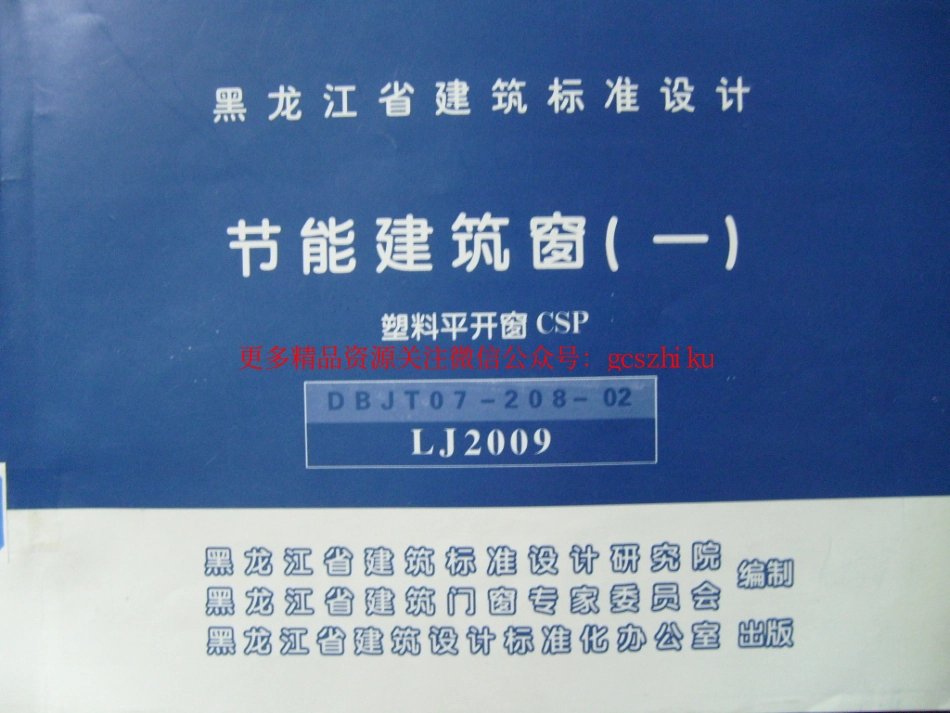 黑龙江省建筑标准设计
节能建筑窗(一)
塑料平开窗 CSP
更多精品资源关注微信公众号：gcszhiku
DBJT07-208-02
LJ2009
黑龙江省建筑标准设计研究院
黑龙江省建筑门窗专家委员会 编制
黑龙江省建筑设计标准化办公室 出版